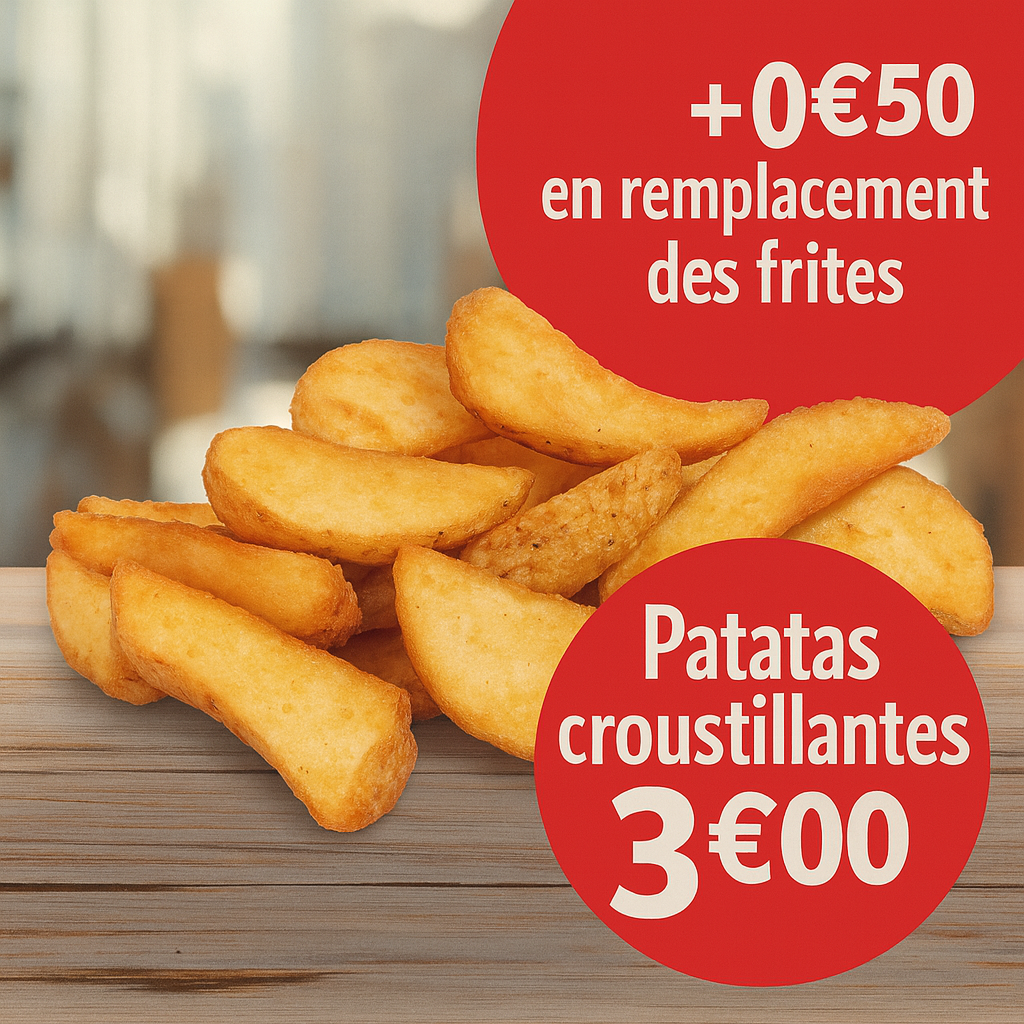 +0€50
en remplacement
des frites
Patatas
croustillantes
3€00